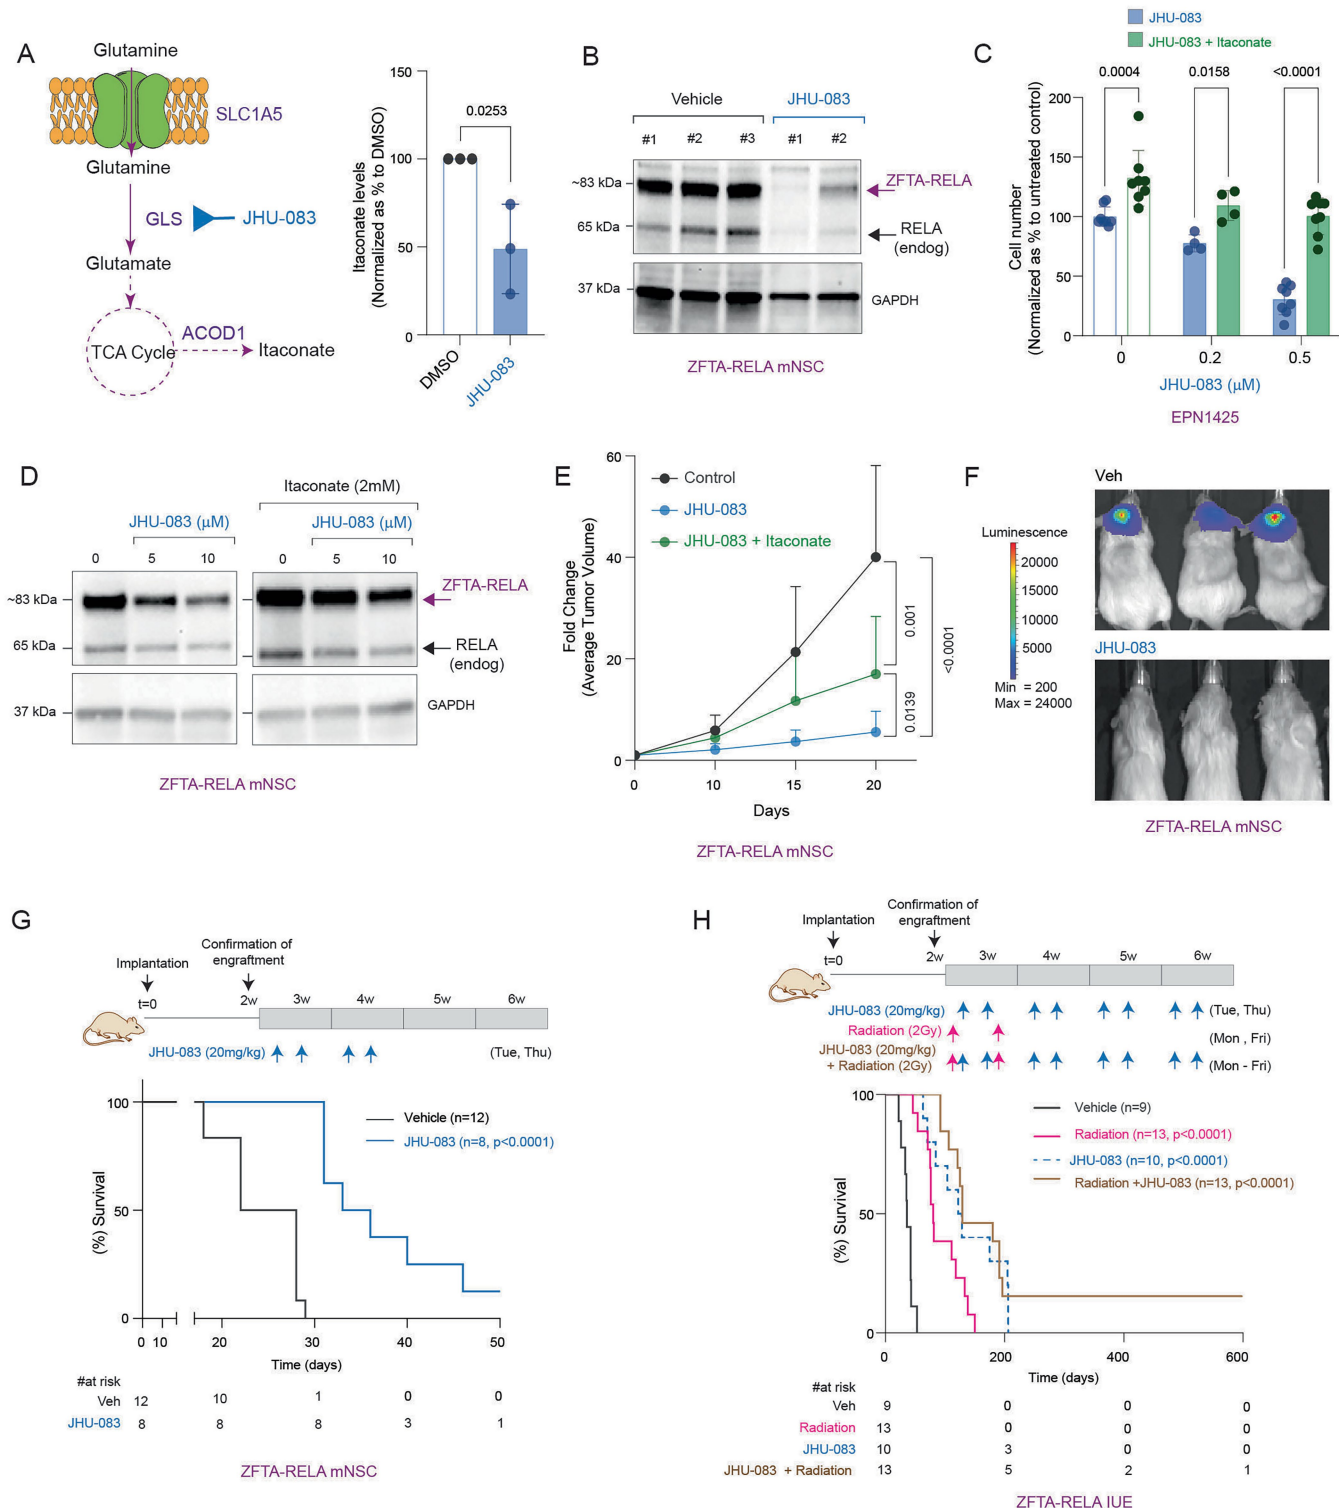 A
Glutamine
SLC1A5
Glutamine
GLS
JHU-083
Glutamate
TCA Cycle
ACOD1
Itaconate
Itaconate levels
(Normalized as % to DMSO)
150
100
50
0
0.0253
DMSO
JHU-083
B
Vehicle
JHU-083
#1 #2 #3 #1 #2
~83 kDa
ZFTA-RELA
65 kDa
RELA
(endog)
37 kDa
GAPDH
ZFTA-RELA mNSC
C
JHU-083
JHU-083 + Itaconate
0.0004 0.0158 <0.0001
Cell number
(Normalized as % to untreated control)
200
150
100
50
0
0 0.2 0.5
JHU-083 (μM)
EPN1425
D
Itaconate (2mM)
JHU-083 (μM) JHU-083 (μM)
0 5 10 0 5 10
~83 kDa
ZFTA-RELA
65 kDa
RELA
(endog)
37 kDa
GAPDH
ZFTA-RELA mNSC
E
Fold Change
(Average Tumor Volume)
60
40
20
0
Control
JHU-083
JHU-083 + Itaconate
0.001
0.0139
<0.0001
0 10 15 20
Days
ZFTA-RELA mNSC
F
Veh
Luminescence
20000
15000
10000
5000
Min = 200
Max = 24000
JHU-083
ZFTA-RELA mNSC
G
Implantation
Confirmation of
engraftment
t=0
2w 3w 4w 5w 6w
JHU-083 (20mg/kg)
(Tue, Thu)
(%) Survival
100
50
0
Vehicle (n=12)
JHU-083 (n=8, p<0.0001)
0 10 20 30 40 50
Time (days)
#at risk
Veh 12 10 1 0 0
JHU-083 8 8 8 3 1
ZFTA-RELA mNSC
H
Implantation
Confirmation of
engraftment
t=0
2w 3w 4w 5w 6w
JHU-083 (20mg/kg)
(Tue, Thu)
Radiation (2Gy)
(Mon , Fri)
JHU-083 (20mg/kg)
+ Radiation (2Gy)
(Mon - Fri)
(%) Survival
100
50
0
Vehicle (n=9)
Radiation (n=13, p<0.0001)
JHU-083 (n=10, p<0.0001)
Radiation +JHU-083 (n=13, p<0.0001)
0 200 400 600
Time (days)
#at risk
Veh 9 0 0 0
Radiation 13 0 0 0
JHU-083 10 3 0 0
JHU-083 + Radiation 13 5 2 1
ZFTA-RELA IUE